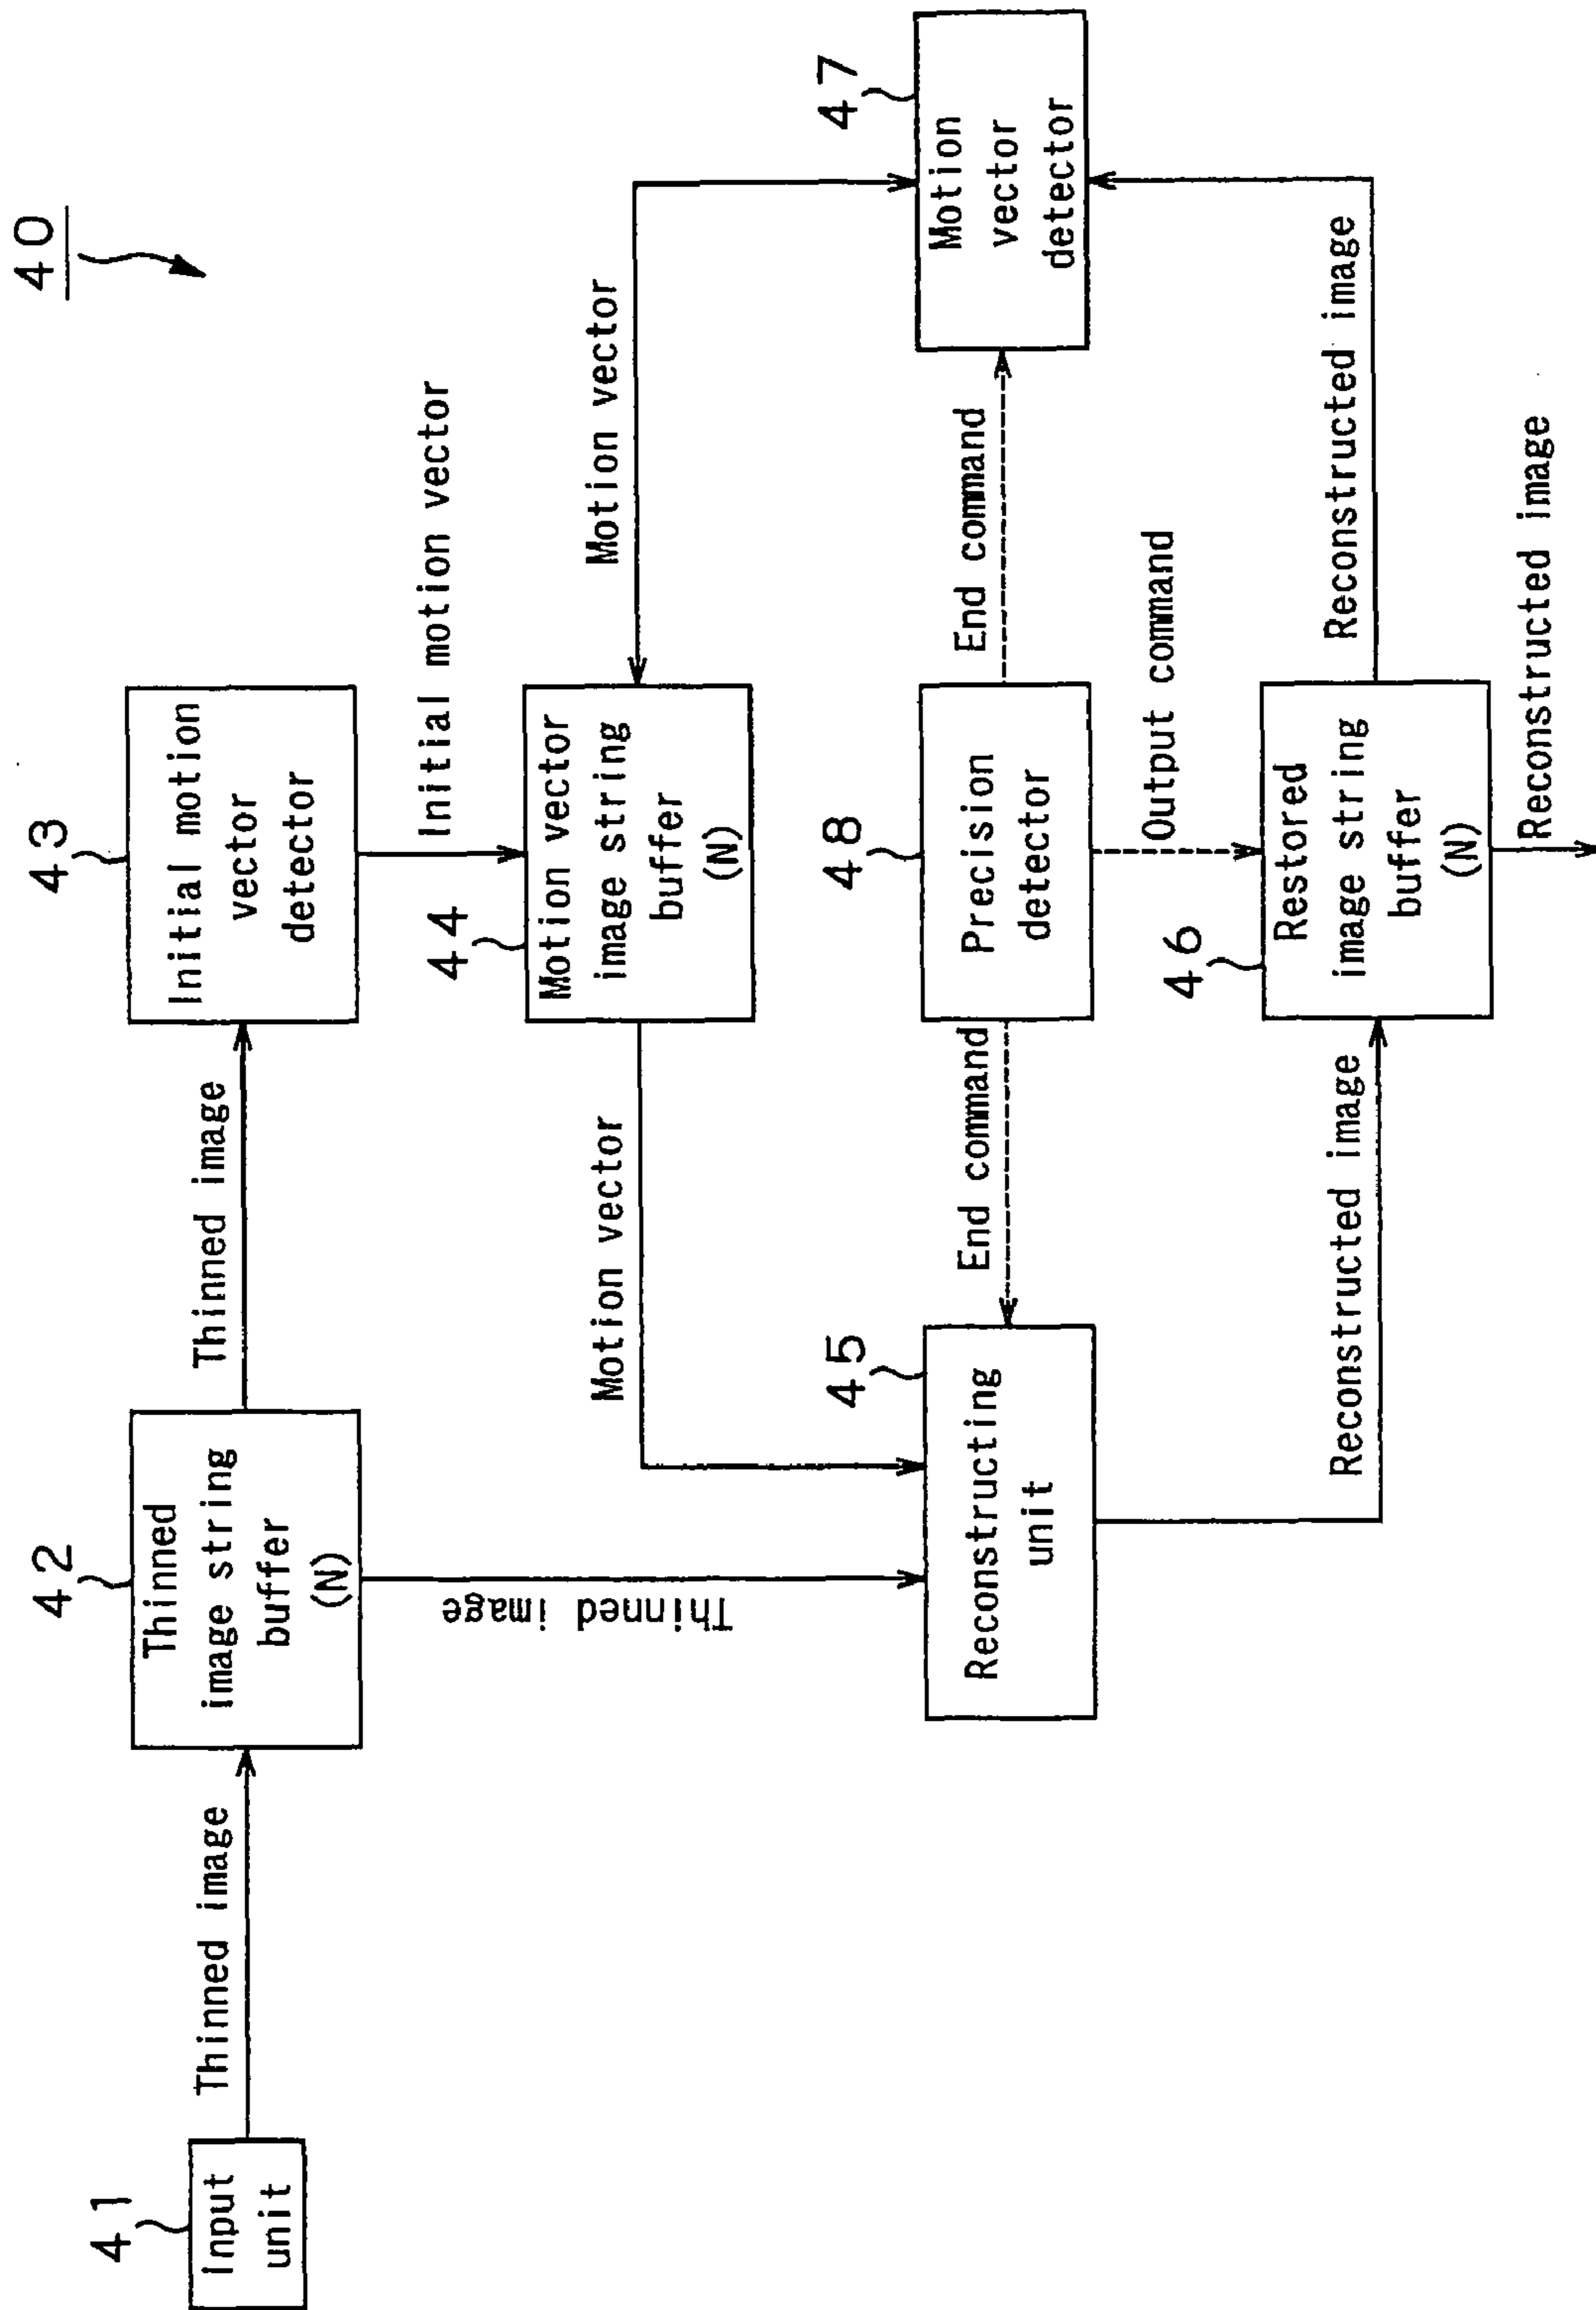 40
41
Input
unit
Thinned image
42
Thinned
image string
buffer
(N)
Thinned image
43
Initial motion
vector
detector
Initial motion vector
44
Motion vector
image string
buffer
(N)
Motion vector
Motion vector
47
Motion
vector
detector
Thinned image
45
Reconstructing
unit
End command
48
Precision
detector
End command
Output command
46
Restored
image string
buffer
(N)
Reconstructed image
Reconstructed image
Reconstructed image